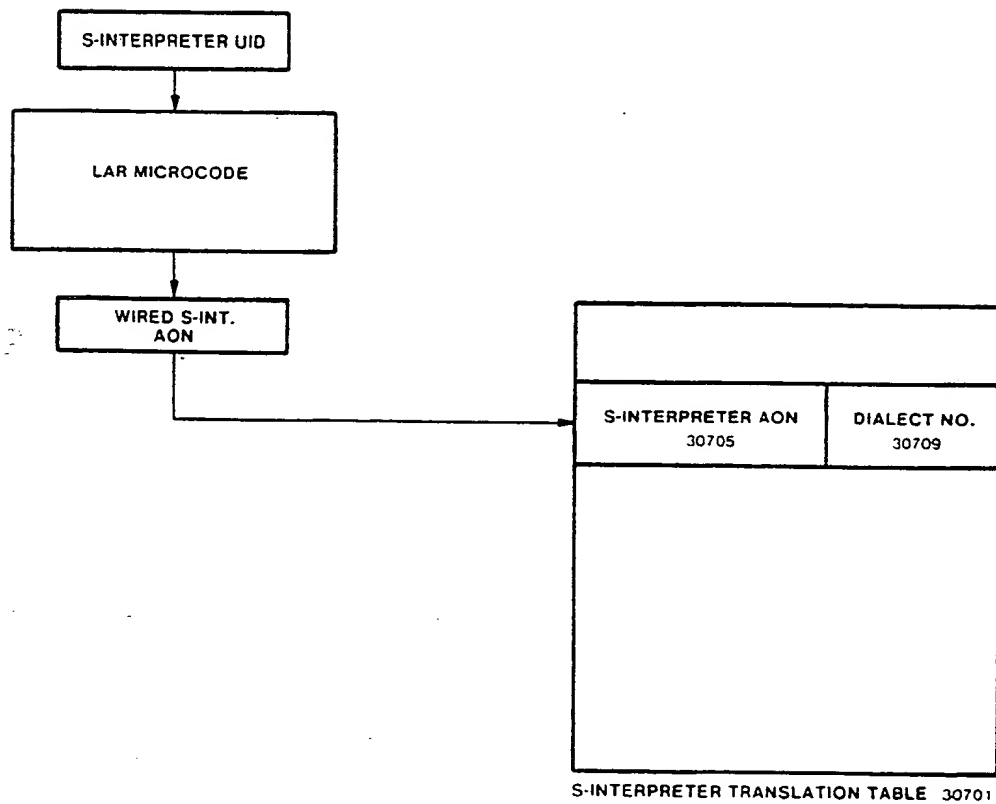 S-INTERPRETER UID
LAR MICROCODE
WIRED S-INT.
AON
S-INTERPRETER AON
30705
DIALECT NO.
30709
S-INTERPRETER TRANSLATION TABLE 30701